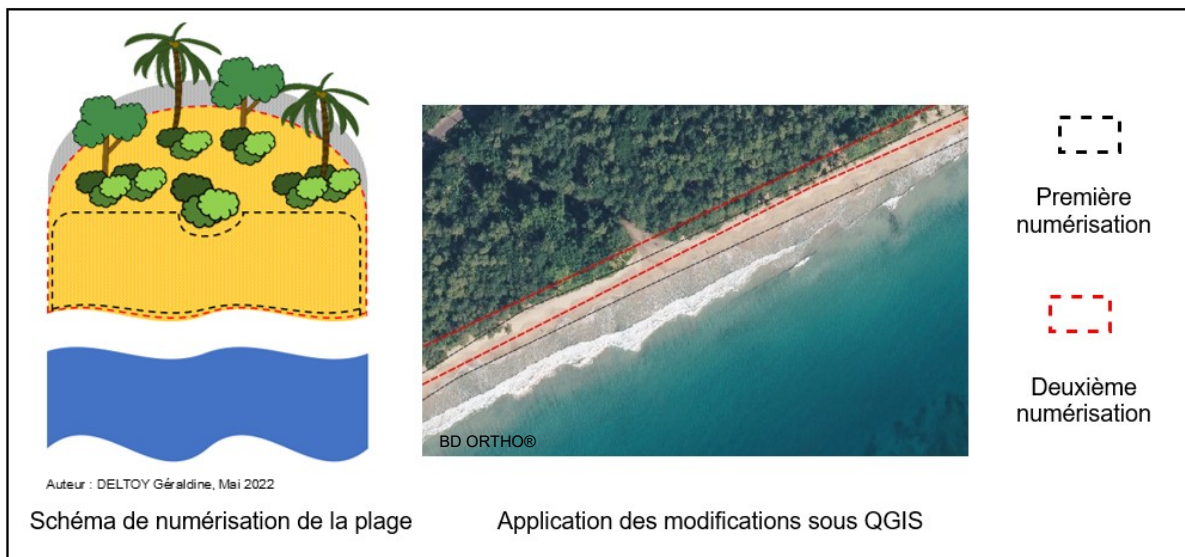 BD ORTHO®
Première
numérisation
Deuxième
numérisation
Auteur : DELTOY Géraldine, Mai 2022
Schéma de numérisation de la plage
Application des modifications sous QGIS